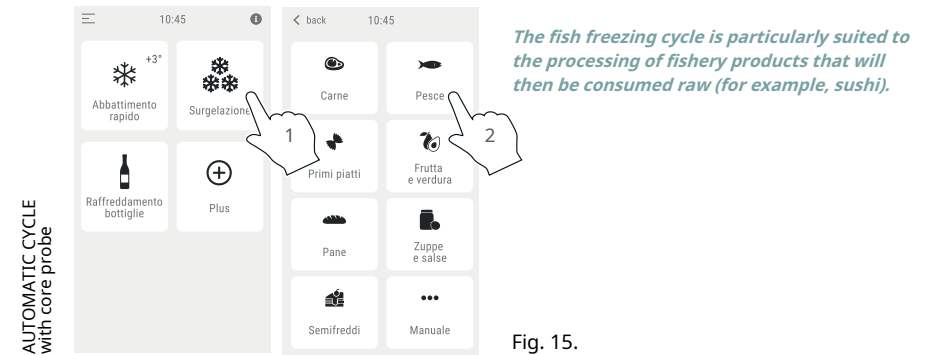 10:45
+3°
Abbattimento
rapido
Surgelazione
1
Raffreddamento
bottiglie
Plus
back 10:45
Carne
Pesce
2
Primi piatti
Frutta
e verdura
Pane
Zuppe
e salse
Semifreddi
Manuale
The fish freezing cycle is particularly suited to
the processing of fishery products that will
then be consumed raw (for example, sushi).
AUTOMATIC CYCLE
with core probe
Fig. 15.